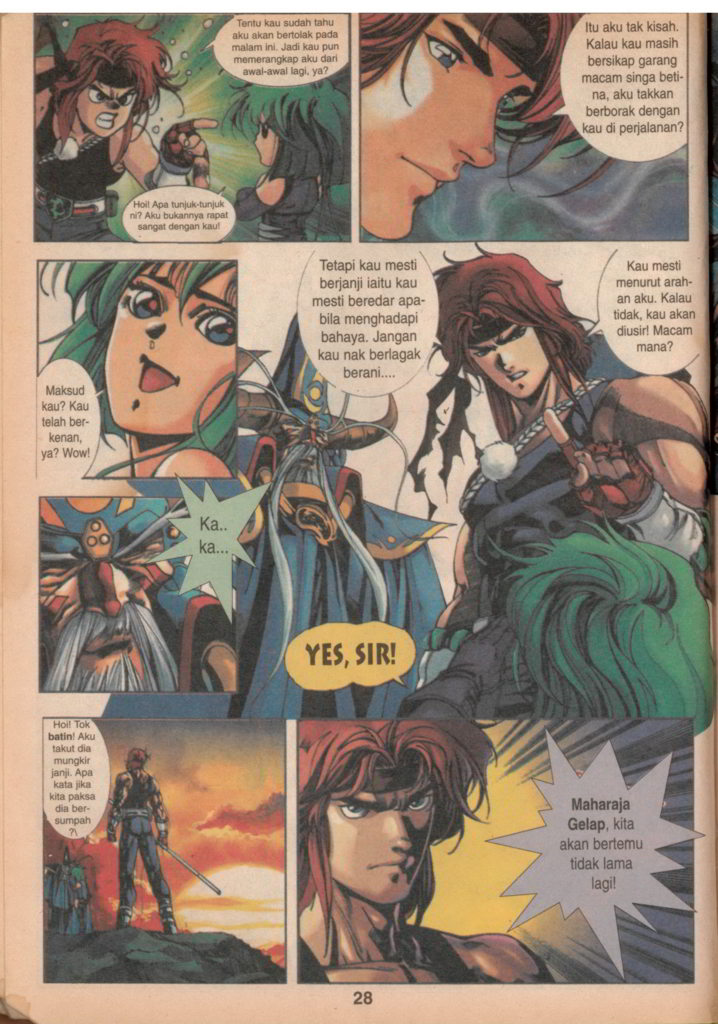 Tentu kau sudah tahu
aku akan bertolak pada
malam ini. Jadi kau pun
memerangkap aku dari
awal-awal lagi, ya?
Hoi! Apa tunjuk-tunjuk
ni? Aku bukannya rapat
sangat dengan kau!
Itu aku tak kisah.
Kalau kau masih
bersikap garang
macam singa beti-
na, aku takkan
berborak dengan
kau di perjalanan?
Maksud
kau? Kau
telah ber-
kenan,
ya? Wow!
Tetapi kau mesti
berjanji iaitu kau
mesti beredar apa-
bila menghadapi
bahaya. Jangan
kau nak berlagak
berani....
Kau mesti
menurut arah-
an aku. Kalau
tidak, kau akan
diusir! Macam
mana?
Ka..
ka...
YES, SIR!
Hoi! Tok
batin! Aku
takut dia
mungkir
janji. Apa
kata jika
kita paksa
dia ber-
sumpah
?\
Maharaja
Gelap, kita
akan bertemu
tidak lama
lagi!
28